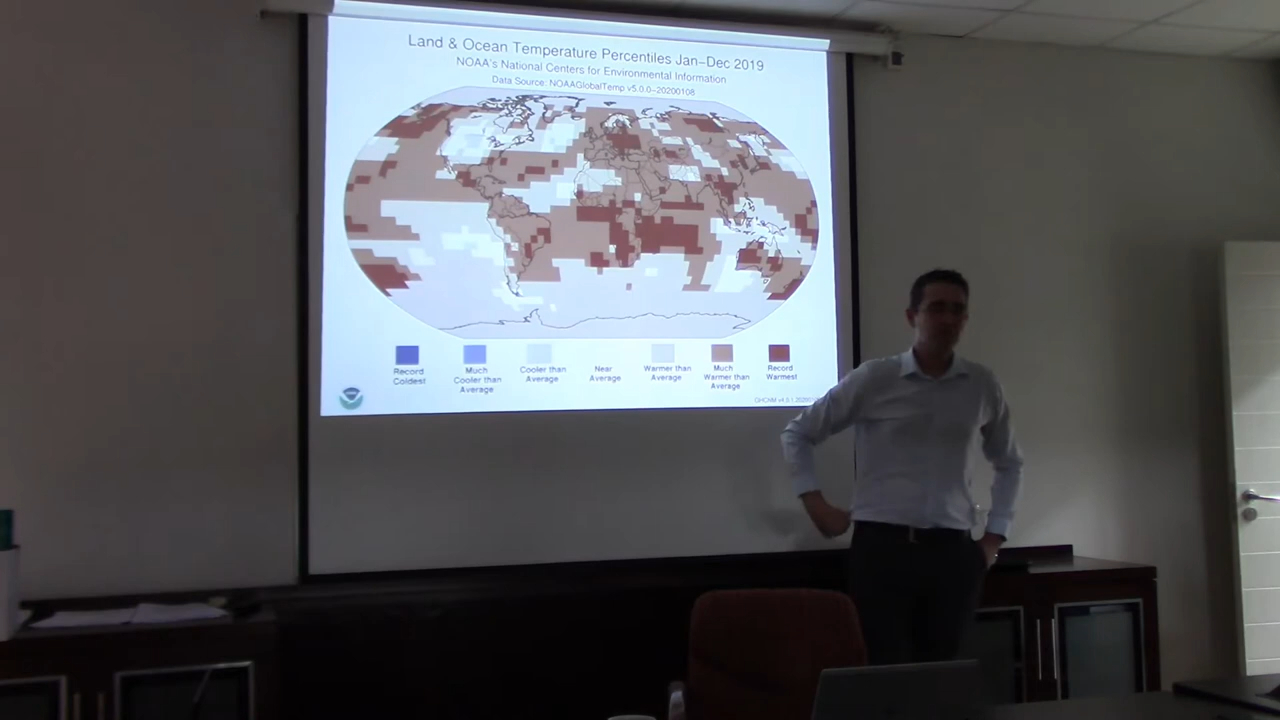 Land & Ocean Temperature Percentiles Jan–Dec 2019
NOAA's National Centers for Environmental Information
Data Source: NOAAGlobalTemp v5.0.0–20200108
Record
Coldest
Much
Cooler than
Average
Cooler than
Average
Near
Average
Warmer than
Average
Much
Warmer than
Average
Record
Warmest